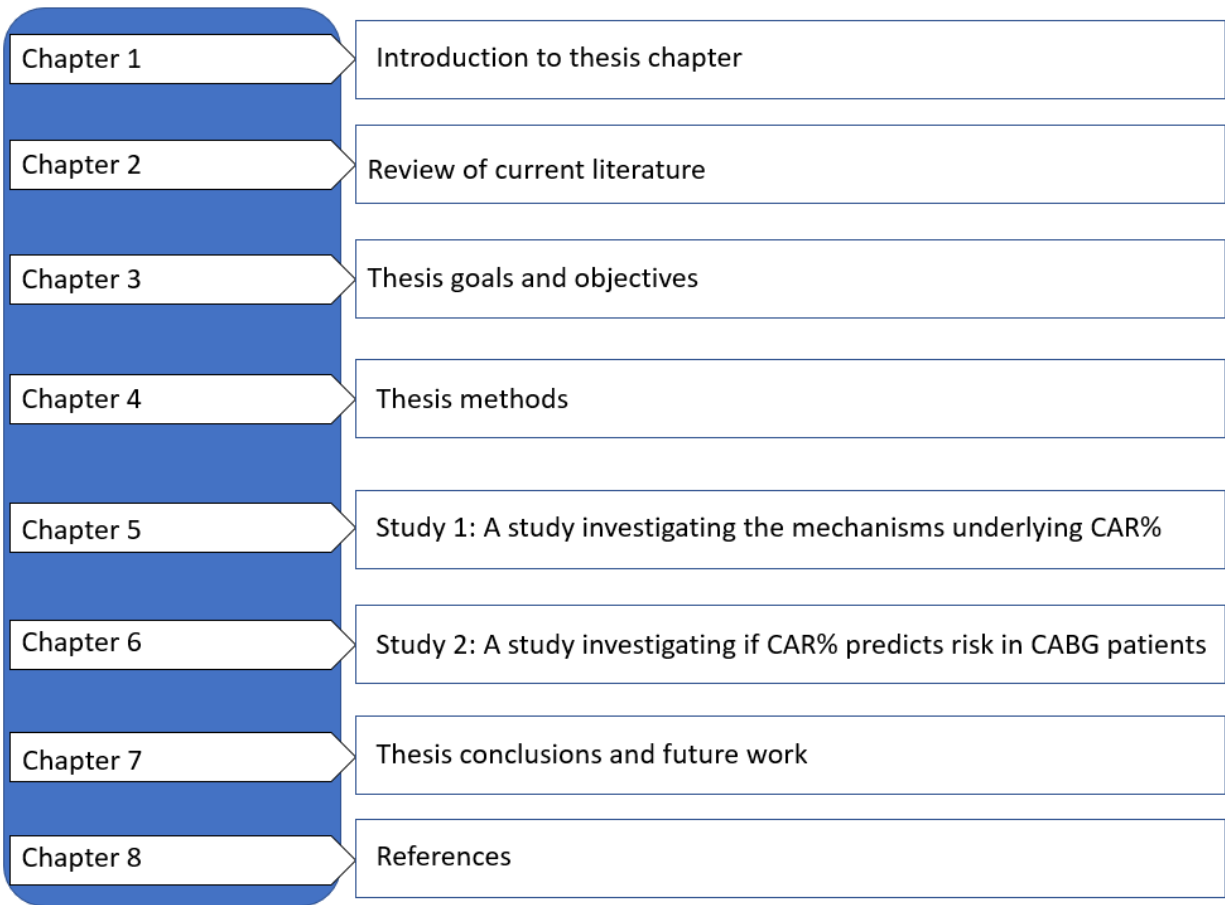 Chapter 1
Introduction to thesis chapter
Chapter 2
Review of current literature
Chapter 3
Thesis goals and objectives
Chapter 4
Thesis methods
Chapter 5
Study 1: A study investigating the mechanisms underlying CAR%
Chapter 6
Study 2: A study investigating if CAR% predicts risk in CABG patients
Chapter 7
Thesis conclusions and future work
Chapter 8
References